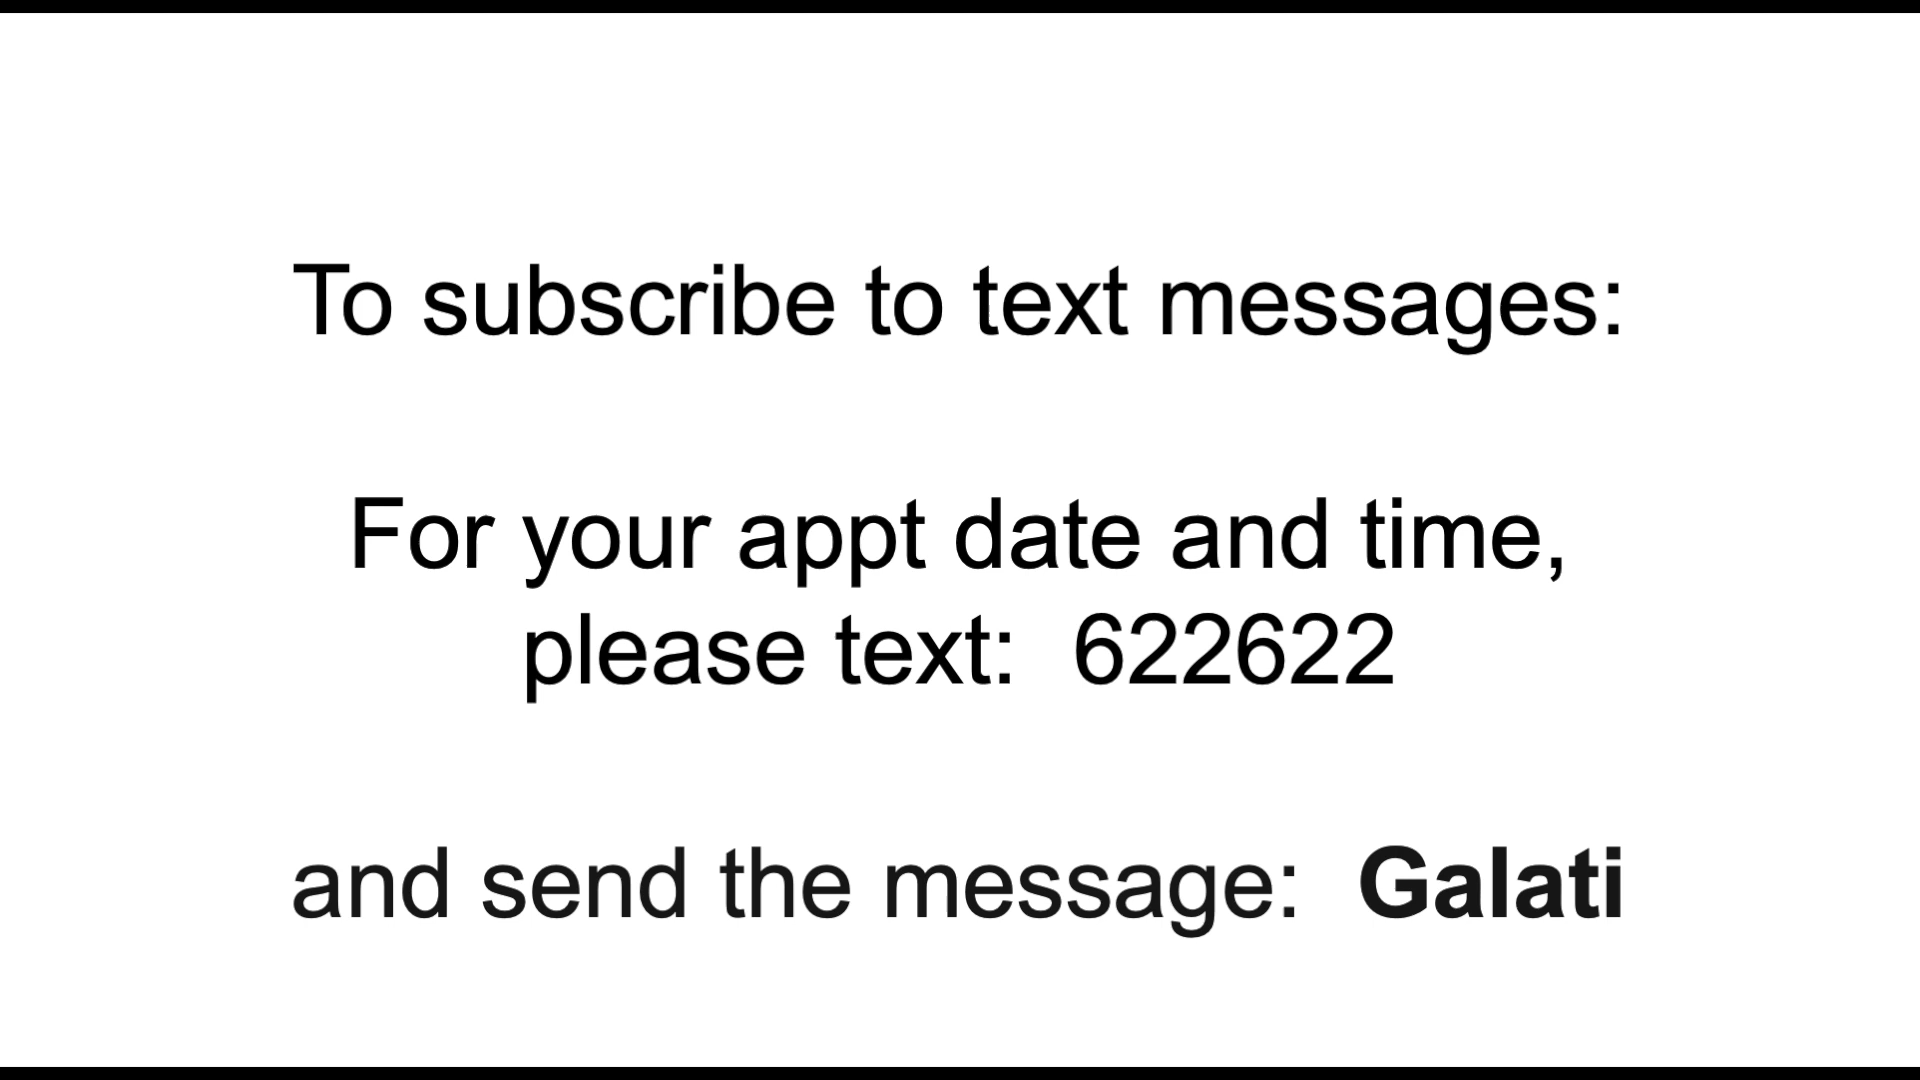 To subscribe to text messages:
For your appt date and time,
please text:  622622
and send the message:  Galati